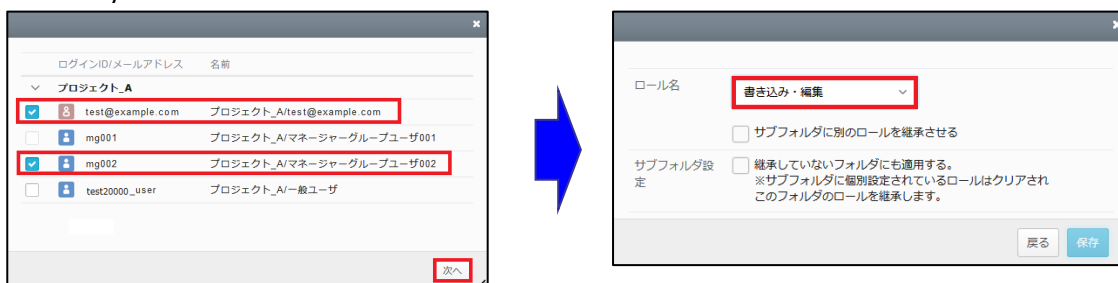 ログインID/メールアドレス 名前
プロジェクト_A
test@example.com プロジェクト_A/test@example.com
mg001 プロジェクト_A/マネージャーグループユーザ001
mg002 プロジェクト_A/マネージャーグループユーザ002
test20000_user プロジェクト_A/一般ユーザ
次へ
ロール名 書き込み・編集
サブフォルダに別のロールを継承させる
サブフォルダ設定 継承していないフォルダにも適用する。
※サブフォルダに個別設定されているロールはクリアされ
このフォルダのロールを継承します。
戻る 保存